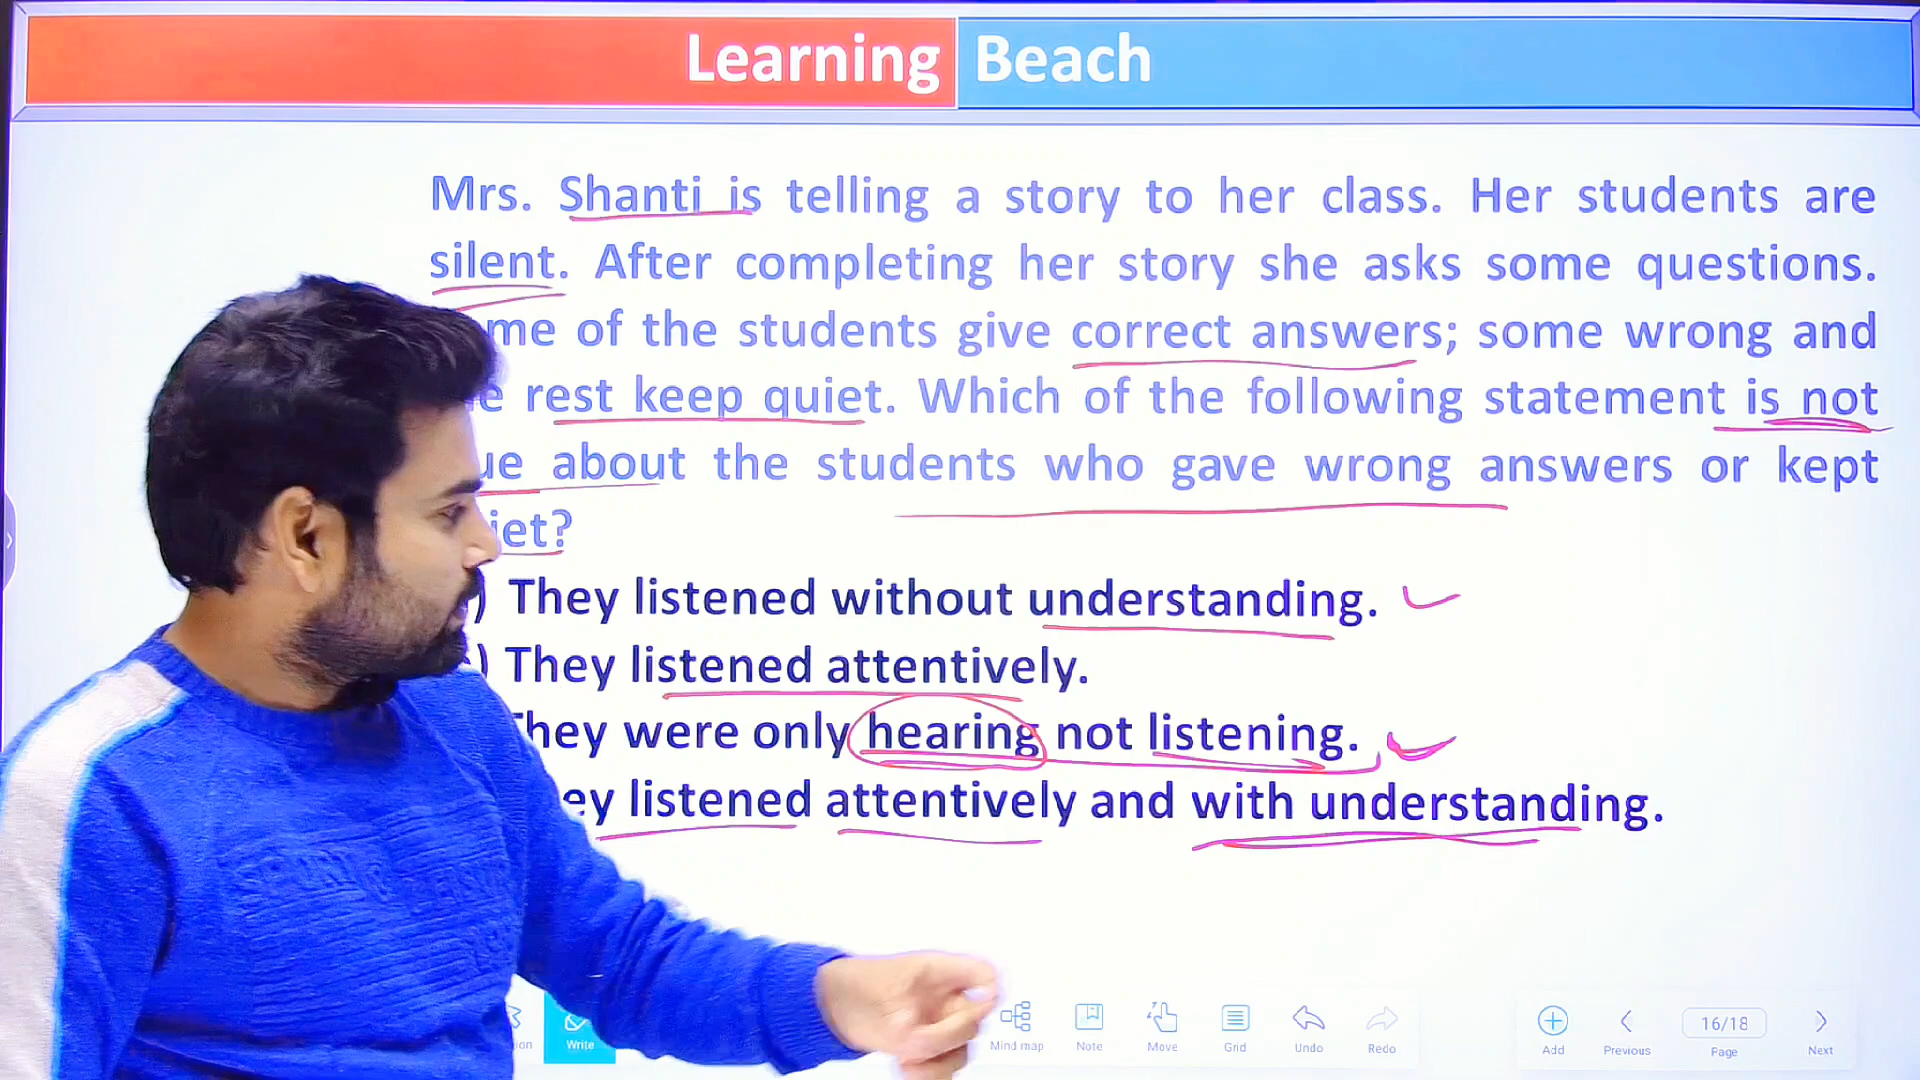 Learning Beach
Mrs. Shanti is telling a story to her class. Her students are
silent. After completing her story she asks some questions.
me of the students give correct answers; some wrong and
e rest keep quiet. Which of the following statement is not
ue about the students who gave wrong answers or kept
iet?
) They listened without understanding.
) They listened attentively.
They were only hearing not listening.
ey listened attentively and with understanding.
Write Mind map Note Move Grid Undo Redo Add Previous 16/18 Page Next